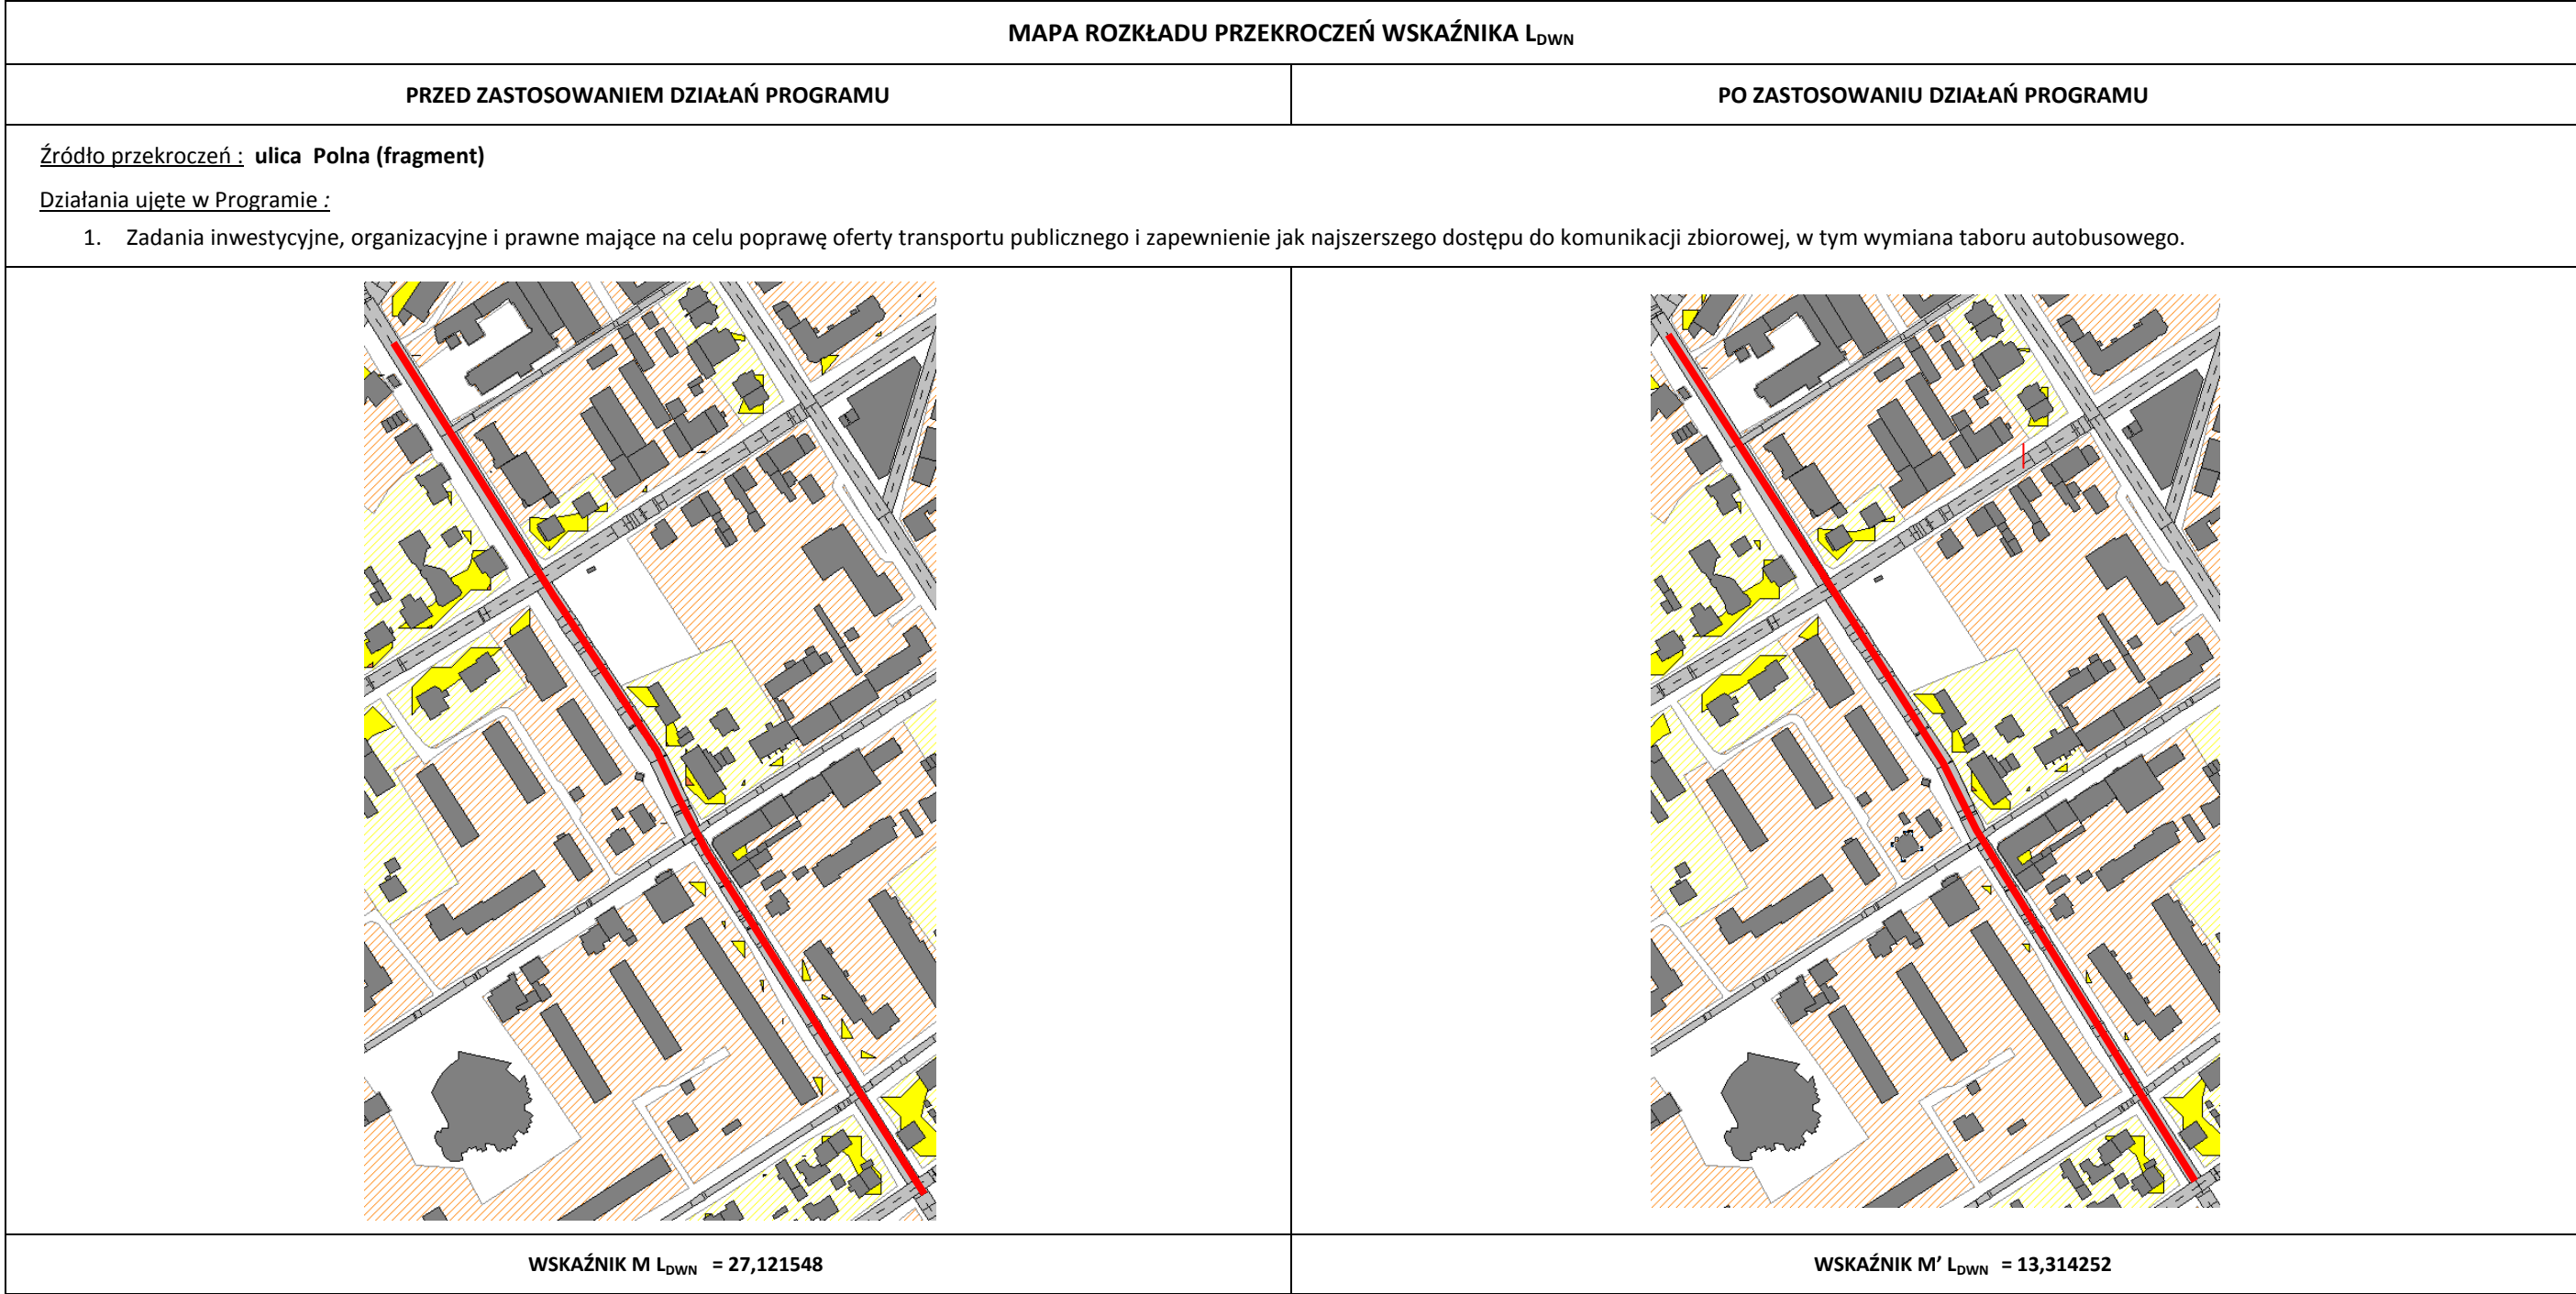 MAPA ROZKŁADU PRZEKROCZEŃ WSKAŹNIKA LDWN
PRZED ZASTOSOWANIEM DZIAŁAŃ PROGRAMU
PO ZASTOSOWANIU DZIAŁAŃ PROGRAMU
Źródło przekroczeń : ulica Polna (fragment)
Działania ujęte w Programie :
1. Zadania inwestycyjne, organizacyjne i prawne mające na celu poprawę oferty transportu publicznego i zapewnienie jak najszerszego dostępu do komunikacji zbiorowej, w tym wymiana taboru autobusowego.
WSKAŹNIK M LDWN = 27,121548
WSKAŹNIK M’ LDWN = 13,314252